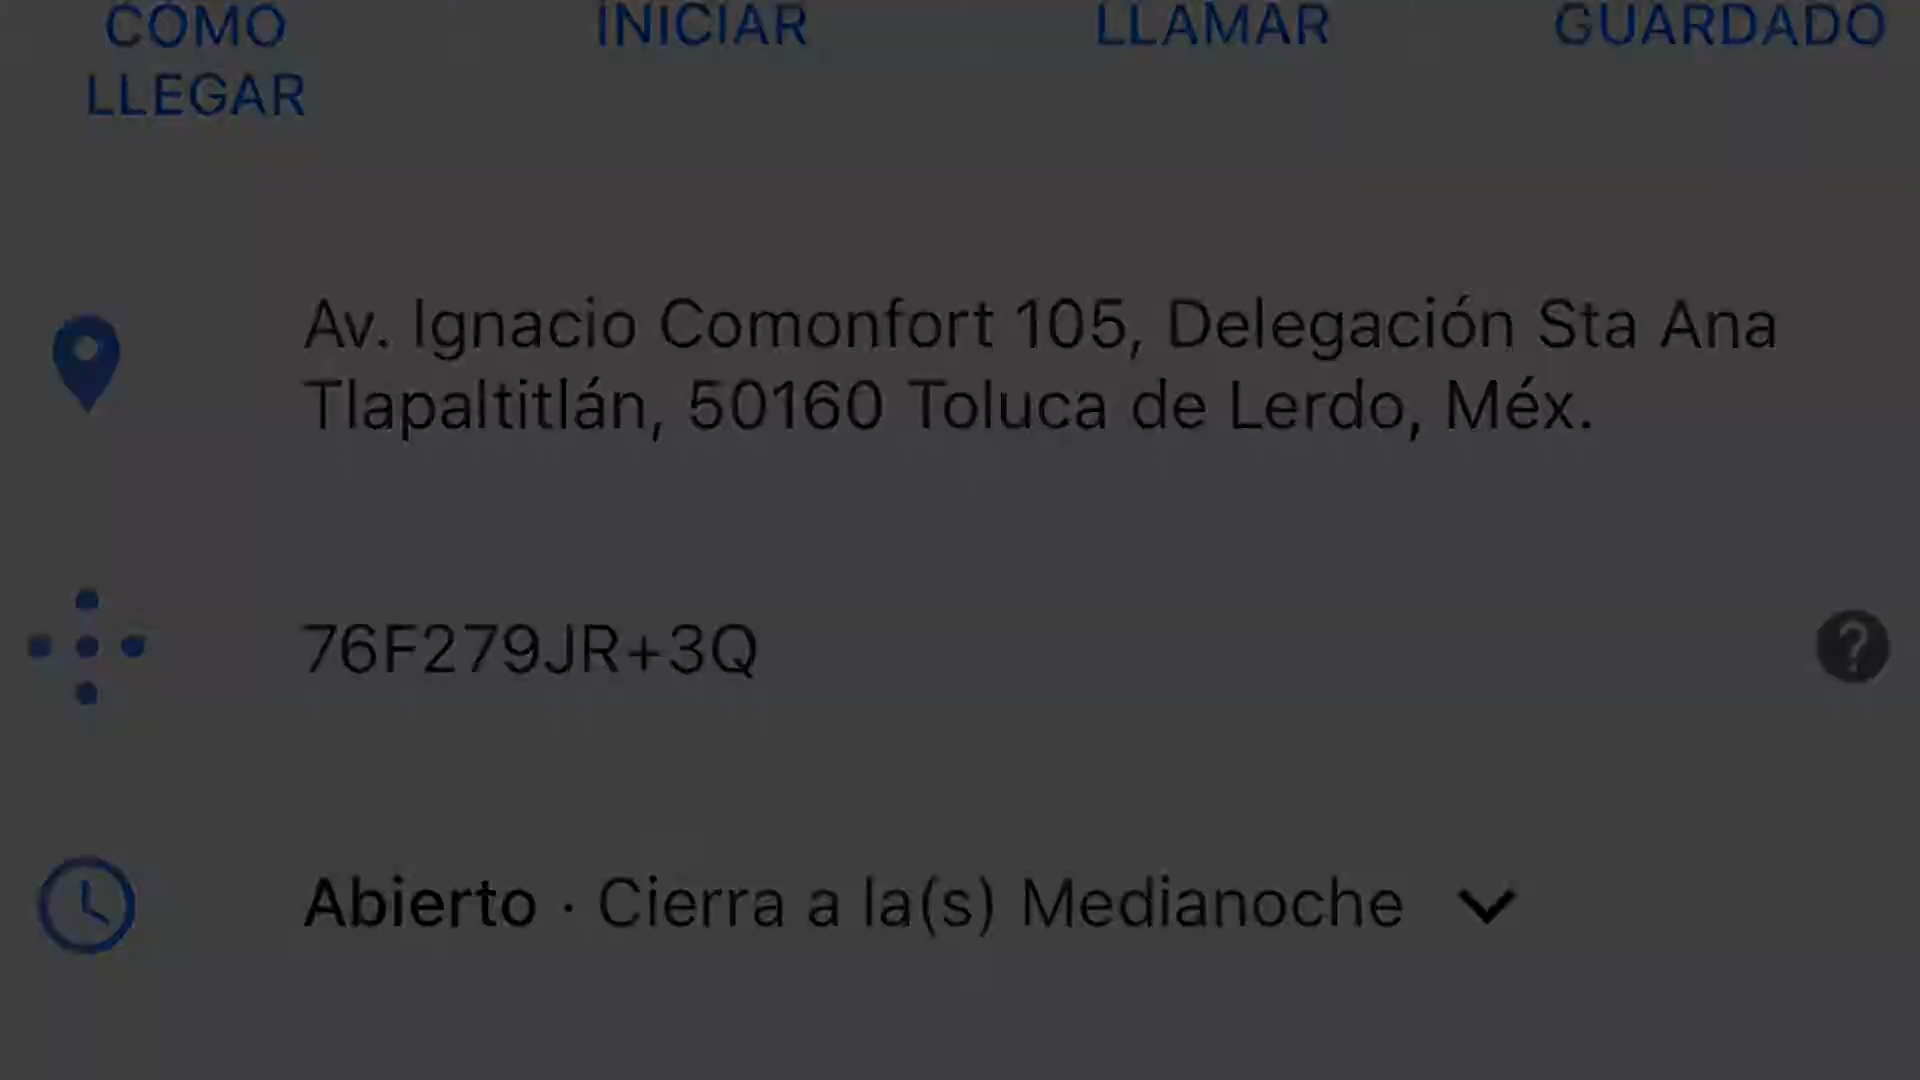 CÓMO
LLEGAR
INICIAR
LLAMAR
GUARDADO
Av. Ignacio Comonfort 105, Delegación Sta Ana
Tlapaltitlán, 50160 Toluca de Lerdo, Méx.
76F279JR+3Q
?
Abierto · Cierra a la(s) Medianoche